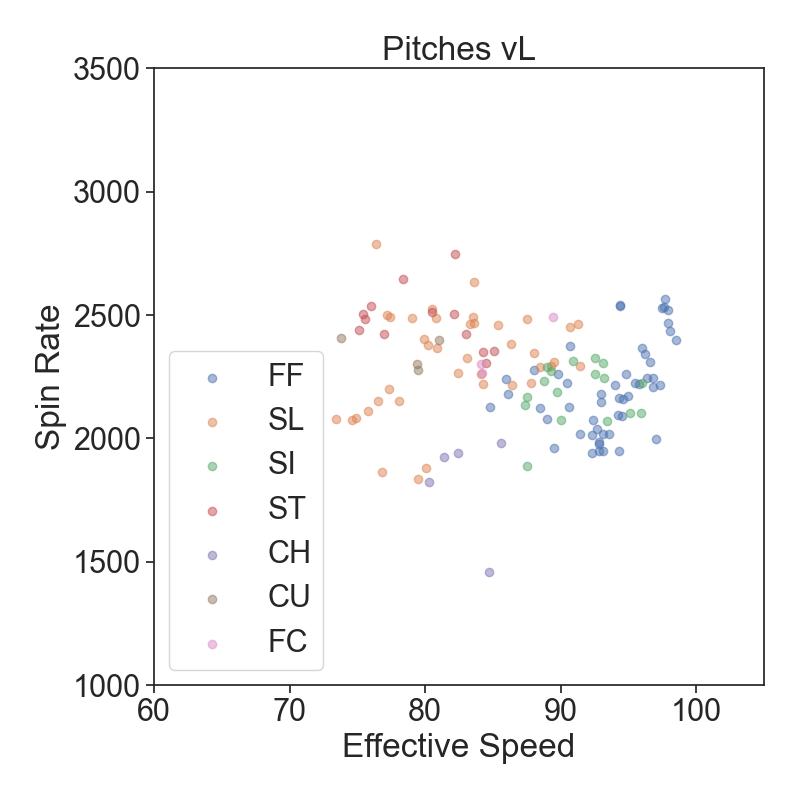 Pitches vL
3500
3000
2500
2000
1500
1000
Spin Rate
FF
SL
SI
ST
CH
CU
FC
60 70 80 90 100
Effective Speed